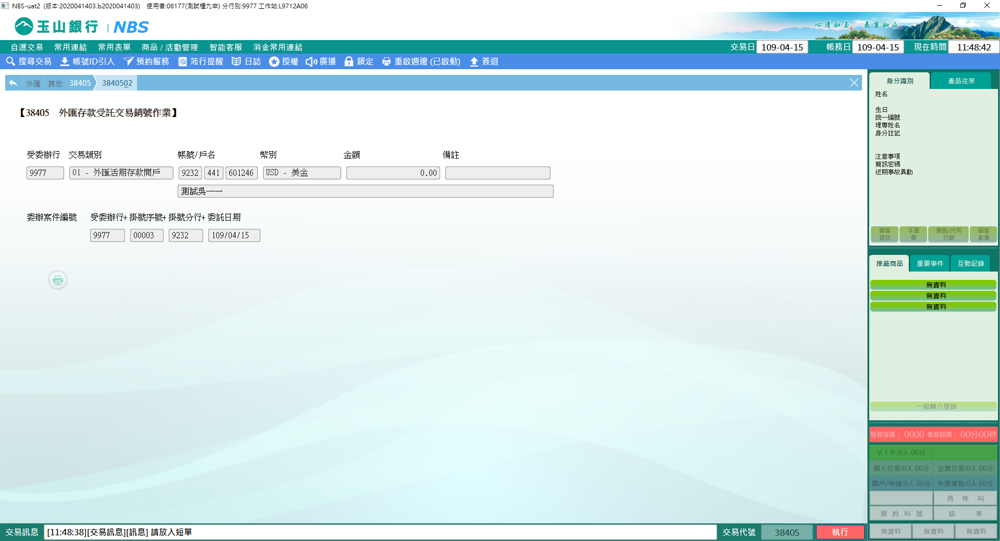 NBS-uat2 (版本:2020041403.b2020041403) 使用者:08177(測試櫃九辛) 分行別:9977 工作站:L9712A06
玉山銀行 | NBS
心清如玉。義重如山。
自選交易 常用連結 常用表單 商品 / 活動管理 智能客服 消金常用連結 交易日 109-04-15 帳務日 109-04-15 現在時間 11:48:42
搜尋交易 帳號ID引入 預約服務 蒞行提醒 日誌 授權 廣播 鎖定 重啟週邊 (已啟動) 簽退
外匯 其他 38405 3840502
【38405 外匯存款受託交易銷號作業】
受委辦行 交易類別 帳號/戶名 幣別 金額 備註
9977 01 - 外匯活期存款開戶 9232 441 601246 USD - 美金 0.00
測試吳一一
委辦案件編號 受委辦行+ 掛號序號+ 掛號分行+ 委託日期
9977 00003 9232 109/04/15
身分識別 產品往來
姓名
生日
統一編號
理專姓名
身分註記
注意事項
簡訊密碼
近期事故異動
顧客資訊 手續費 通路/共同行銷 顧客影像
推薦商品 重要事件 互動記錄
無資料
無資料
無資料
一般轉介登錄
服務號碼: 0000 等候時間: 00分00秒
ＶＩＰ:0人 00分
個人交易:0人 00分 企業交易:0人 00分
開戶/申請:0人 00分 外匯業務:0人 00分
再 呼 叫
預 約 叫 號 結 束
無資料 無資料 無資料
交易訊息 [11:48:38][交易訊息][訊息] 請放入短單 交易代號 38405 執行